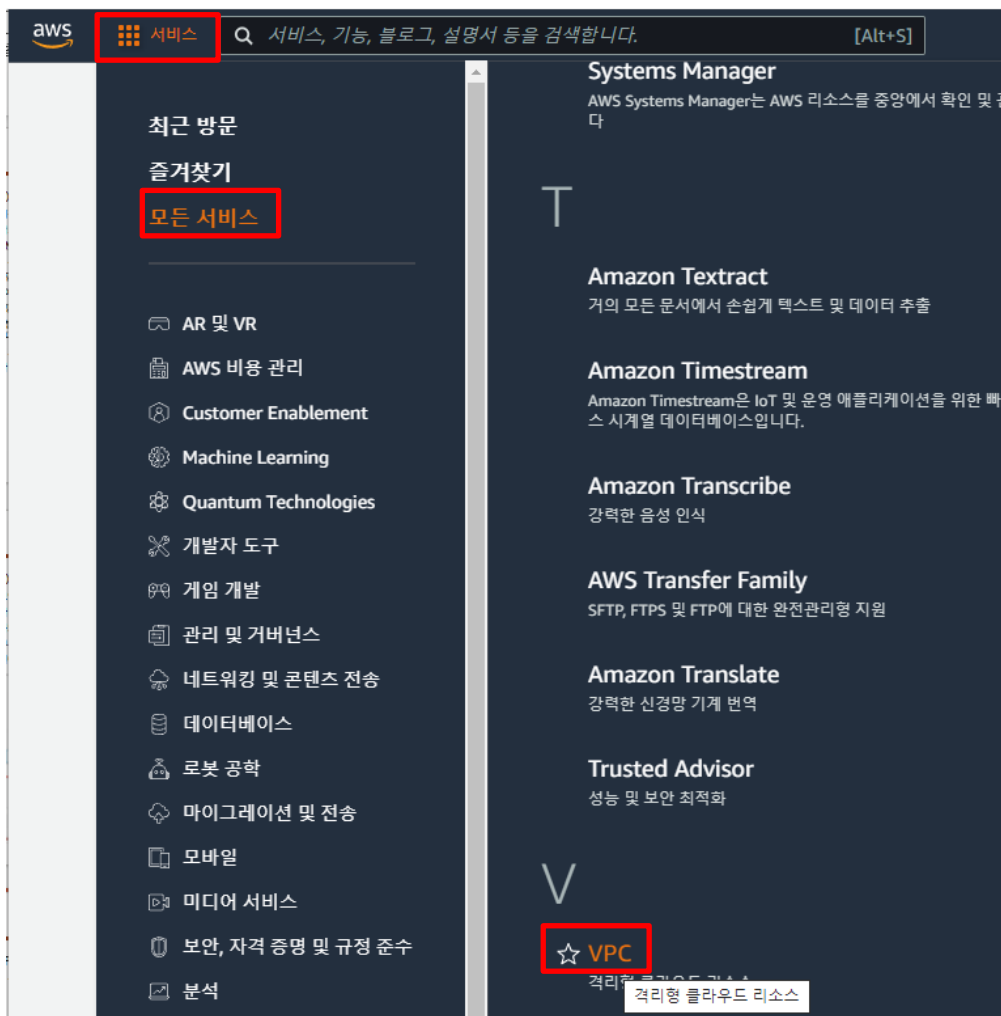 aws
서비스
서비스, 기능, 블로그, 설명서 등을 검색합니다.
[Alt+S]
최근 방문
즐겨찾기
모든 서비스
AR 및 VR
AWS 비용 관리
Customer Enablement
Machine Learning
Quantum Technologies
개발자 도구
게임 개발
관리 및 거버넌스
네트워킹 및 콘텐츠 전송
데이터베이스
로봇 공학
마이그레이션 및 전송
모바일
미디어 서비스
보안, 자격 증명 및 규정 준수
분석
Systems Manager
AWS Systems Manager는 AWS 리소스를 중앙에서 확인 및
다
T
Amazon Textract
거의 모든 문서에서 손쉽게 텍스트 및 데이터 추출
Amazon Timestream
Amazon Timestream은 IoT 및 운영 애플리케이션을 위한 빠
스 시계열 데이터베이스입니다.
Amazon Transcribe
강력한 음성 인식
AWS Transfer Family
SFTP, FTPS 및 FTP에 대한 완전관리형 지원
Amazon Translate
강력한 신경망 기계 번역
Trusted Advisor
성능 및 보안 최적화
V
VPC
격리형 클라우드 리소스
격리형 클라우드 리소스